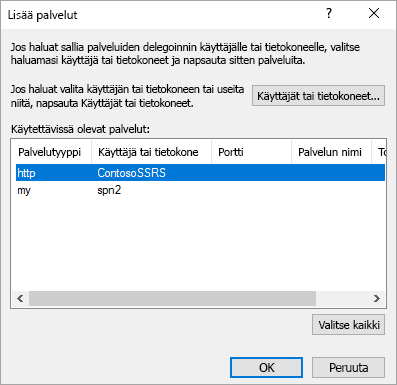 Lisää palvelut
Jos haluat sallia palveluiden delegoinnin käyttäjälle tai tietokoneelle, valitse
haluamasi käyttäjä tai tietokoneet ja napsauta sitten palveluita.
Jos haluat valita käyttäjän tai tietokoneen tai useita
niitä, napsauta Käyttäjät tai tietokoneet.
Käyttäjät tai tietokoneet...
Käytettävissä olevat palvelut:
Palvelutyyppi Käyttäjä tai tietokone Portti Palvelun nimi To
http ContosoSSRS
my spn2
Valitse kaikki
OK Peruuta